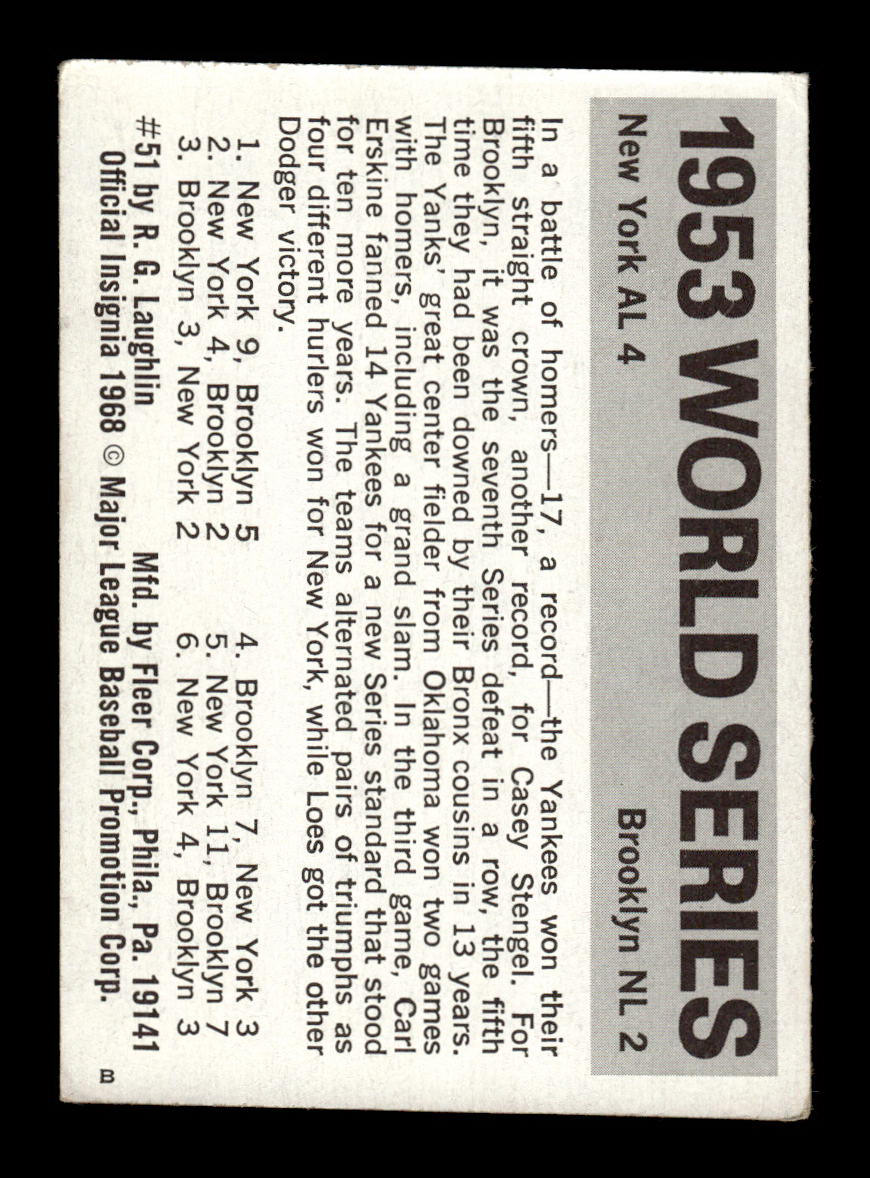 1953 WORLD SERIES
New York AL 4 Brooklyn NL 2
In a battle of homers—17, a record—the Yankees won their
fifth straight crown, another record, for Casey Stengel. For
Brooklyn, it was the seventh Series defeat in a row, the fifth
time they had been downed by their Bronx cousins in 13 years.
The Yanks' great center fielder from Oklahoma won two games
with homers, including a grand slam. In the third game, Carl
Erskine fanned 14 Yankees for a new Series standard that stood
for ten more years. The teams alternated pairs of triumphs as
four different hurlers won for New York, while Loes got the other
Dodger victory.
1. New York 9, Brooklyn 5 4. Brooklyn 7, New York 3
2. New York 4, Brooklyn 2 5. New York 11, Brooklyn 7
3. Brooklyn 3, New York 2 6. New York 4, Brooklyn 3
#51 by R. G. Laughlin Mfd. by Fleer Corp., Phila., Pa. 19141
Official Insignia 1968 © Major League Baseball Promotion Corp.
B